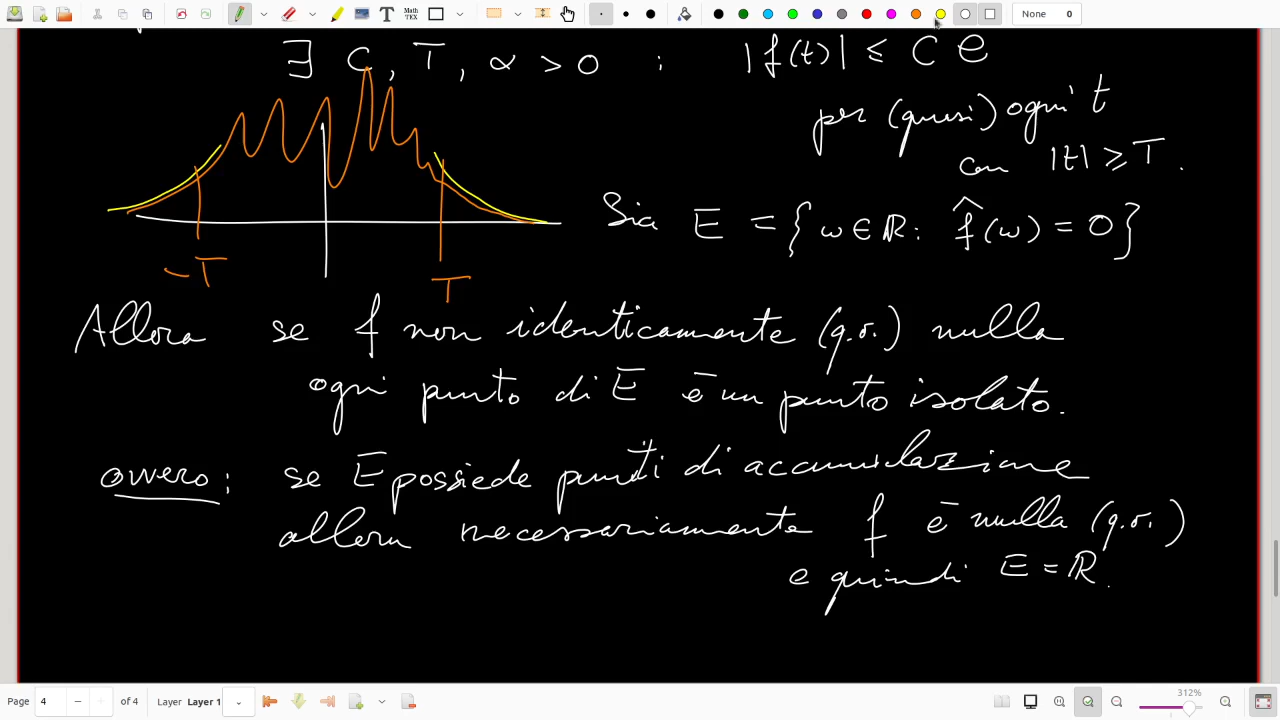 MATH
TEX
None 0
∃ C, T, α > 0 : |f(t)| ≤ C e
per (quasi) ogni t
con |t| ≥ T.
-T
T
Sia E = { ω ∈ ℝ : f̂(ω) = 0 }
Allora se f non identicamente (q.o.) nulla
ogni punto di E è un punto isolato.
ovvero: se E possiede punti di accumulazione
allora necessariamente f è nulla (q.o.)
e quindi E = ℝ.
Page 4 of 4 Layer Layer 1 312%